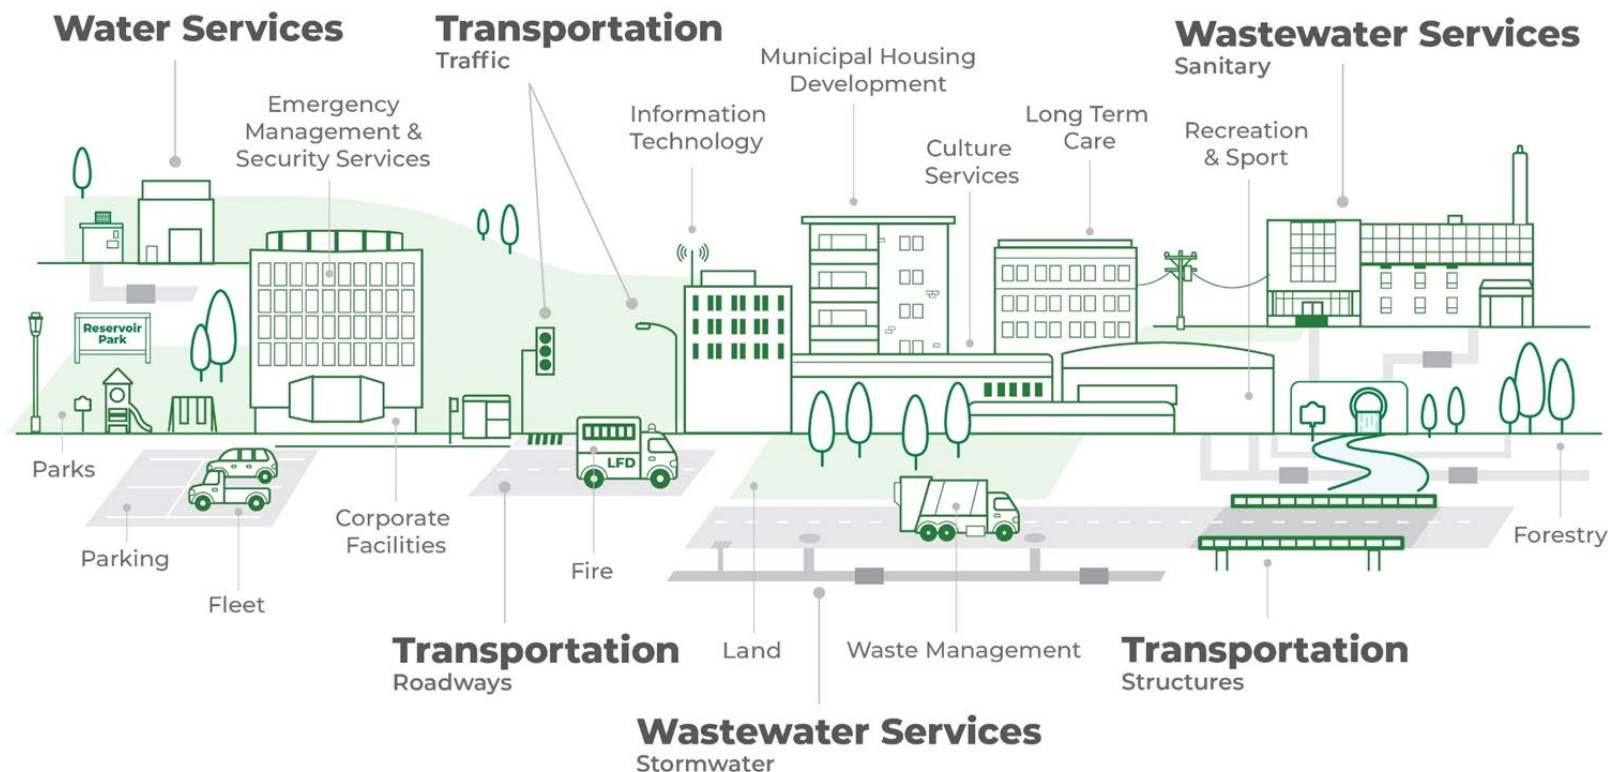 Water Services
Transportation
Traffic
Wastewater Services
Sanitary
Municipal Housing
Development
Emergency
Management &
Security Services
Information
Technology
Long Term
Care
Culture
Services
Recreation
& Sport
Reservoir
Park
LFD
Parks
Parking
Fleet
Corporate
Facilities
Fire
Forestry
Transportation
Roadways
Land
Waste Management
Transportation
Structures
Wastewater Services
Stormwater